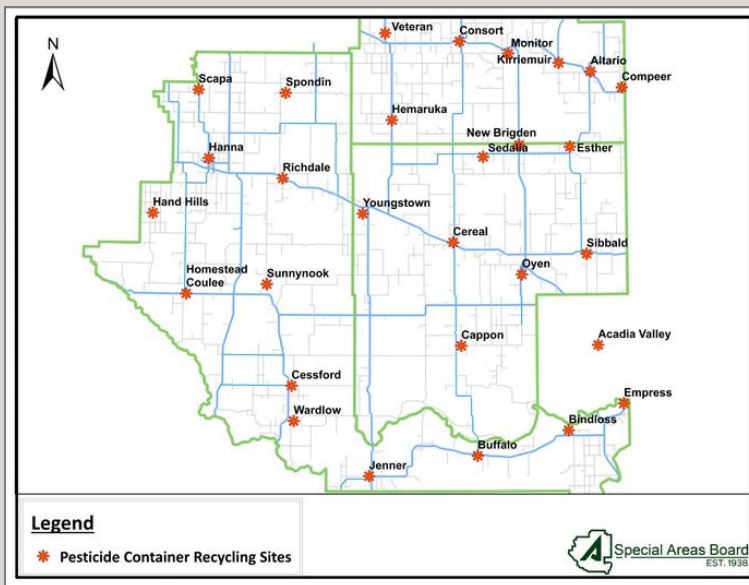 N
Veteran
Consort
Monitor
Kirriemuir
Altario
Compeer
Scapa
Spondin
Hemaruka
New Brigden
Sedalia
Esther
Hanna
Richdale
Hand Hills
Youngstown
Cereal
Sibbald
Oyen
Homestead
Coulee
Sunnynook
Cappon
Acadia Valley
Cessford
Wardlow
Empress
Bindloss
Buffalo
Jenner
Legend
Pesticide Container Recycling Sites
Special Areas Board
EST. 1938